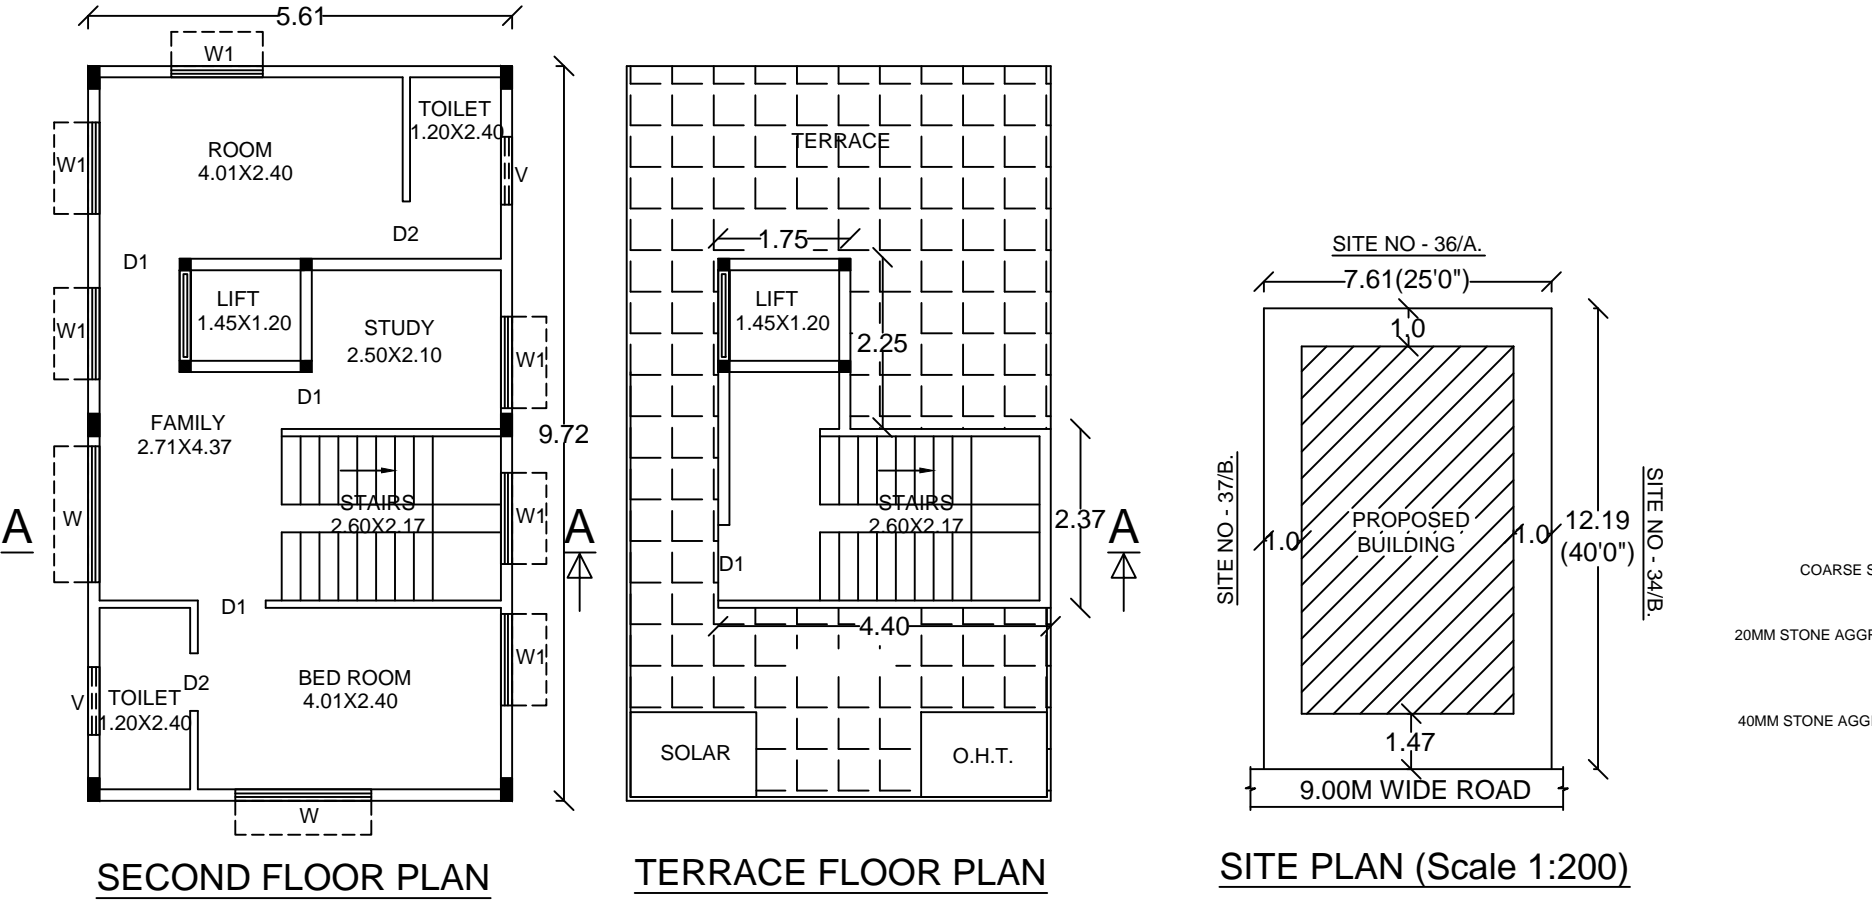 5.61
W1
TOILET
1.20X2.40
ROOM
4.01X2.40
W1
V
D2
D1
LIFT
1.45X1.20
STUDY
2.50X2.10
W1
W1
D1
FAMILY
2.71X4.37
9.72
STAIRS
2.60X2.17
W
W1
A
A
D1
BED ROOM
4.01X2.40
W1
D2
TOILET
1.20X2.40
V
W
SECOND FLOOR PLAN
TERRACE
1.75
LIFT
1.45X1.20
2.25
STAIRS
2.60X2.17
2.37
A
D1
4.40
SOLAR
O.H.T.
TERRACE FLOOR PLAN
SITE NO - 36/A.
7.61(25'0")
1.0
SITE NO - 37/B.
PROPOSED
BUILDING
1.0
1.0
12.19
(40'0")
SITE NO - 34/B.
1.47
9.00M WIDE ROAD
SITE PLAN (Scale 1:200)
COARSE
20MM STONE
40MM STONE